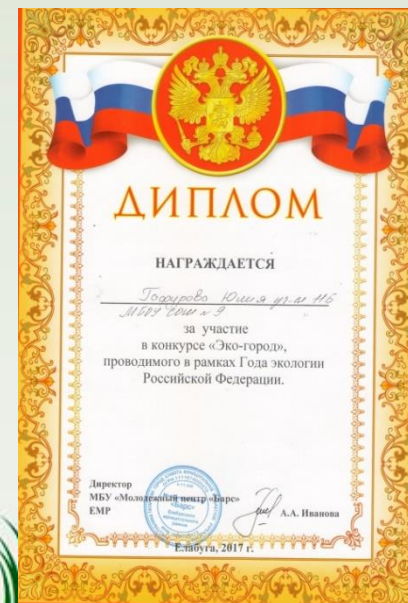 ДИПЛОМ
НАГРАЖДАЕТСЯ
Гафурова Юлия уч-ся 11б
МБОУ СОШ № 9
за участие
в конкурсе «Эко-город»,
проводимого в рамках Года экологии
Российской Федерации.
Директор
МБУ «Молодежный центр «Барс»
ЕМР
А.А. Иванова
«Барс»
Елабуга, 2017 г.